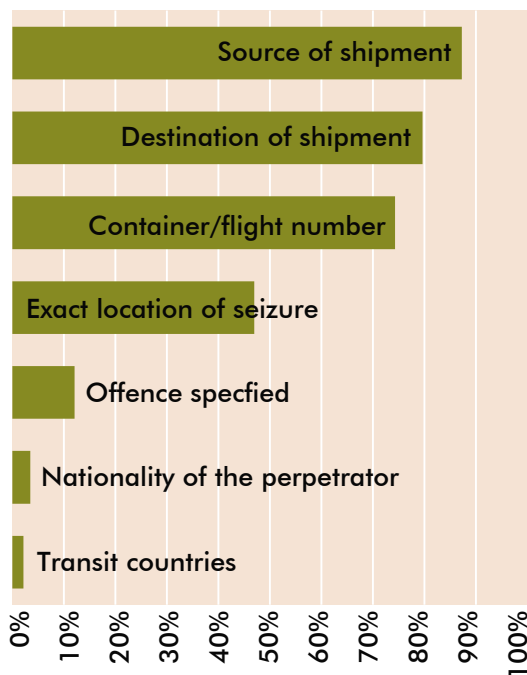 Source of shipment
Destination of shipment
Container/flight number
Exact location of seizure
Offence specfied
Nationality of the perpetrator
Transit countries
0% 10% 20% 30% 40% 50% 60% 70% 80% 90% 100%